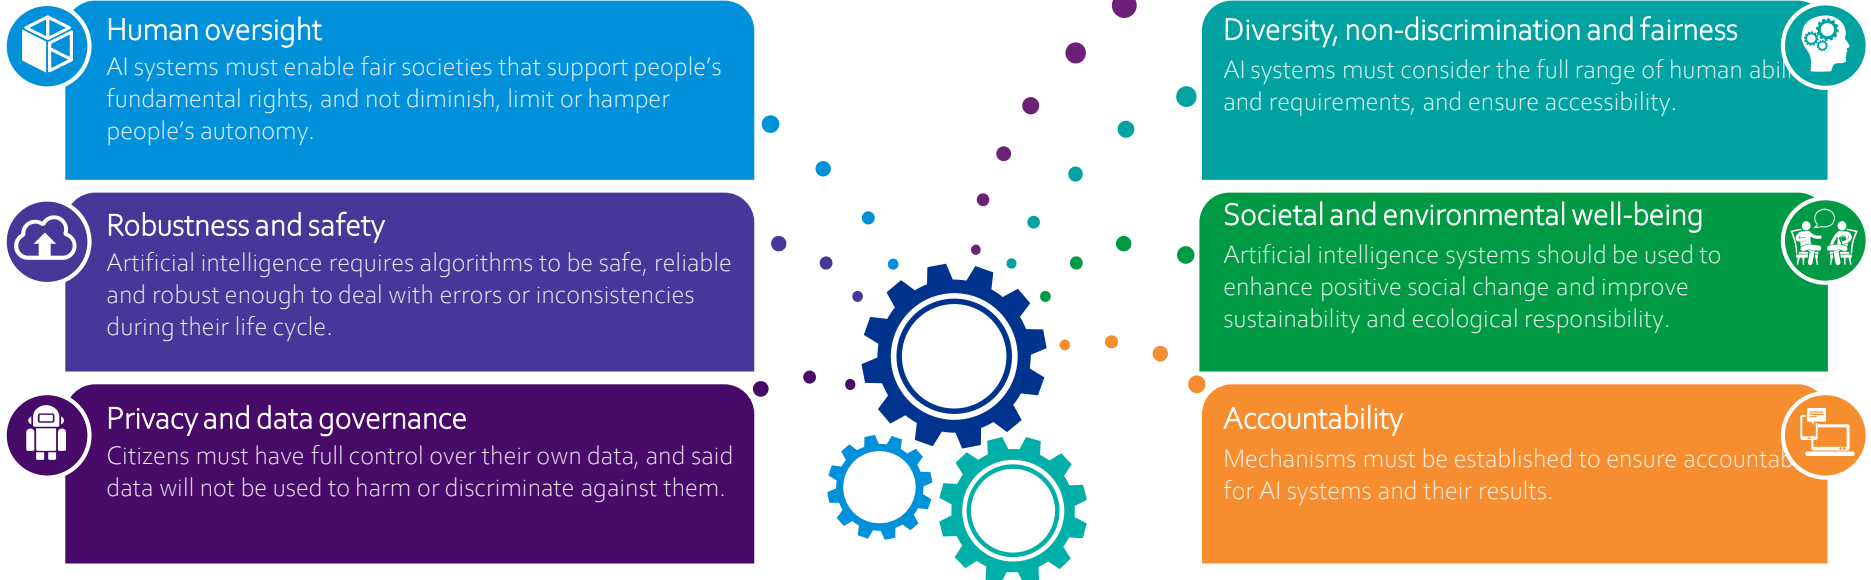 Human oversight
AI systems must enable fair societies that support people's
fundamental rights, and not diminish, limit or hamper
people's autonomy.
Robustness and safety
Artificial intelligence requires algorithms to be safe, reliable
and robust enough to deal with errors or inconsistencies
during their life cycle.
Privacy and data governance
Citizens must have full control over their own data, and said
data will not be used to harm or discriminate against them.
Diversity, non-discrimination and fairness
AI systems must consider the full range of human
and requirements, and ensure accessibility.
Societal and environmental well-being
Artificial intelligence systems should be used to
enhance positive social change and improve
sustainability and ecological responsibility.
Accountability
Mechanisms must be established to ensure
for AI systems and their results.